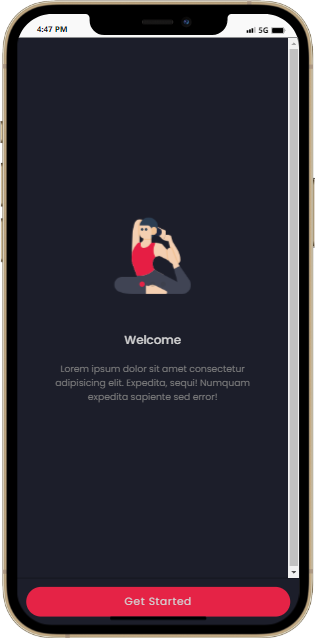 4:47 PM
5G
Welcome
Lorem ipsum dolor sit amet consectetur
adipisicing elit. Expedita, sequi! Numquam
expedita sapiente sed error!
Get Started